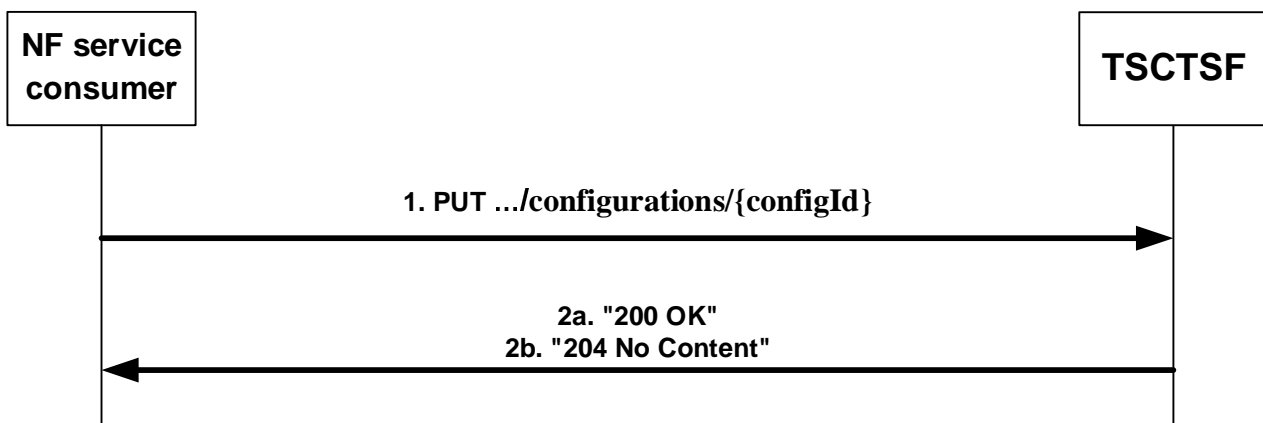 NF service
consumer
TSCTSF
1. PUT …/configurations/{configId}
2a. "200 OK"
2b. "204 No Content"